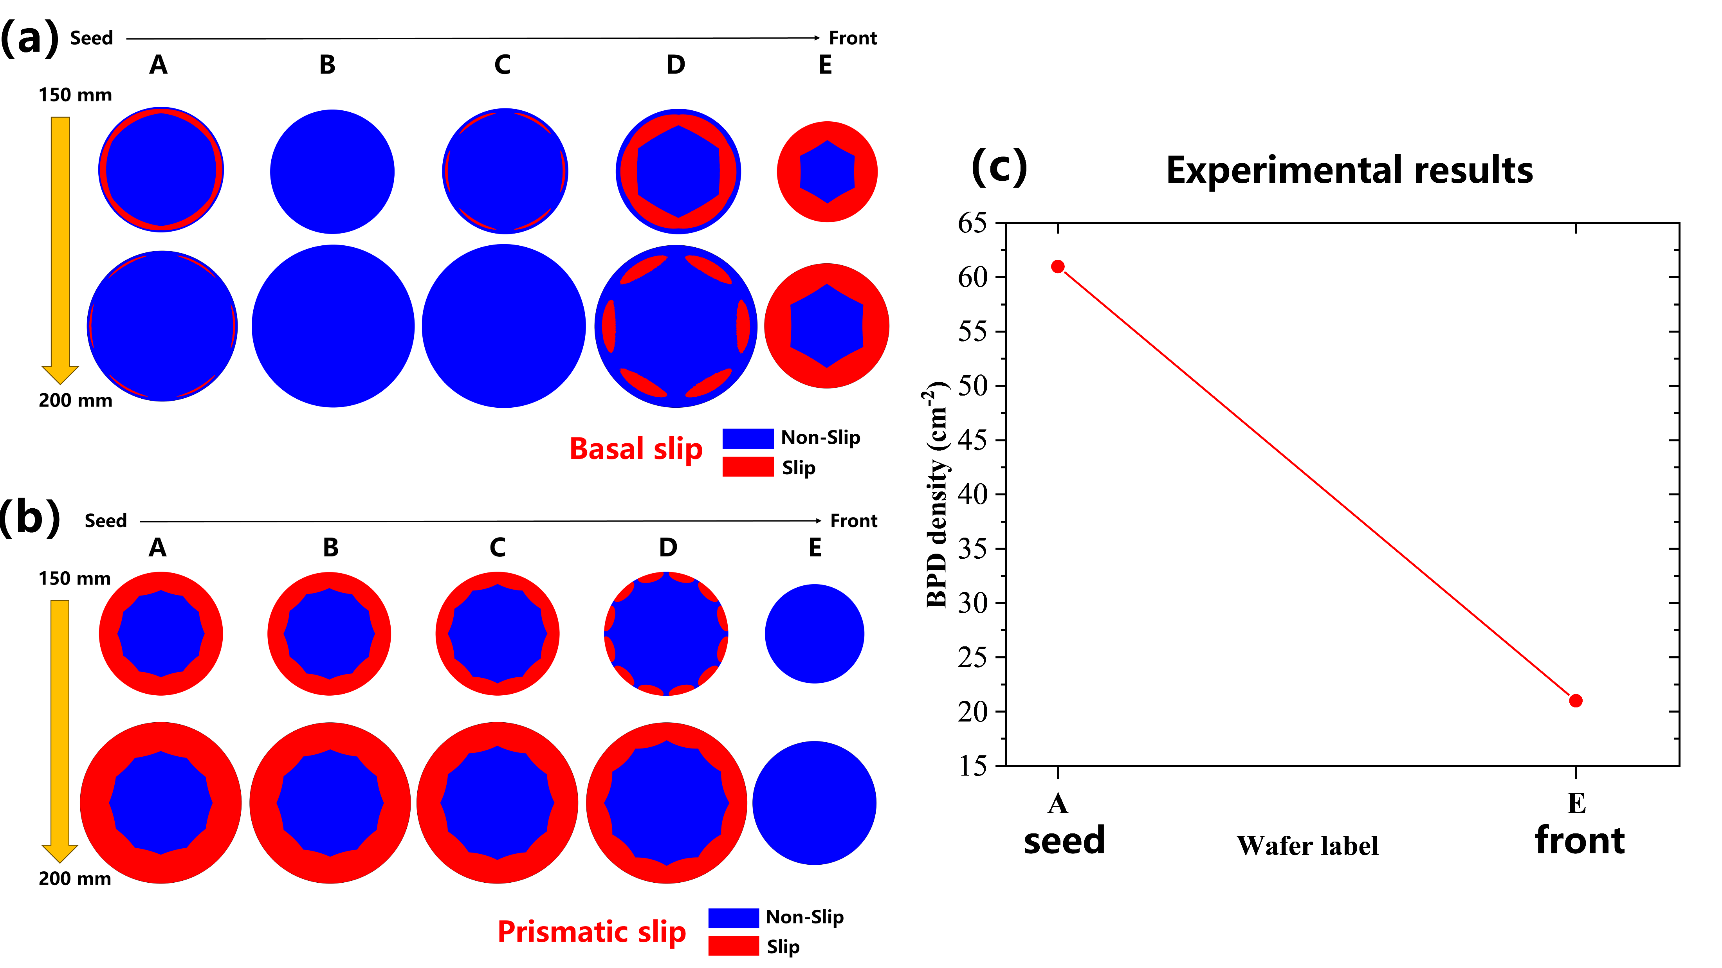 (a)
Seed
Front
A B C D E
150 mm
200 mm
Basal slip
Non-Slip
Slip
(b)
Seed
Front
A B C D E
150 mm
200 mm
Prismatic slip
Non-Slip
Slip
(c)
Experimental results
BPD density (cm-2)
65
60
55
50
45
40
35
30
25
20
15
A E
seed front
Wafer label